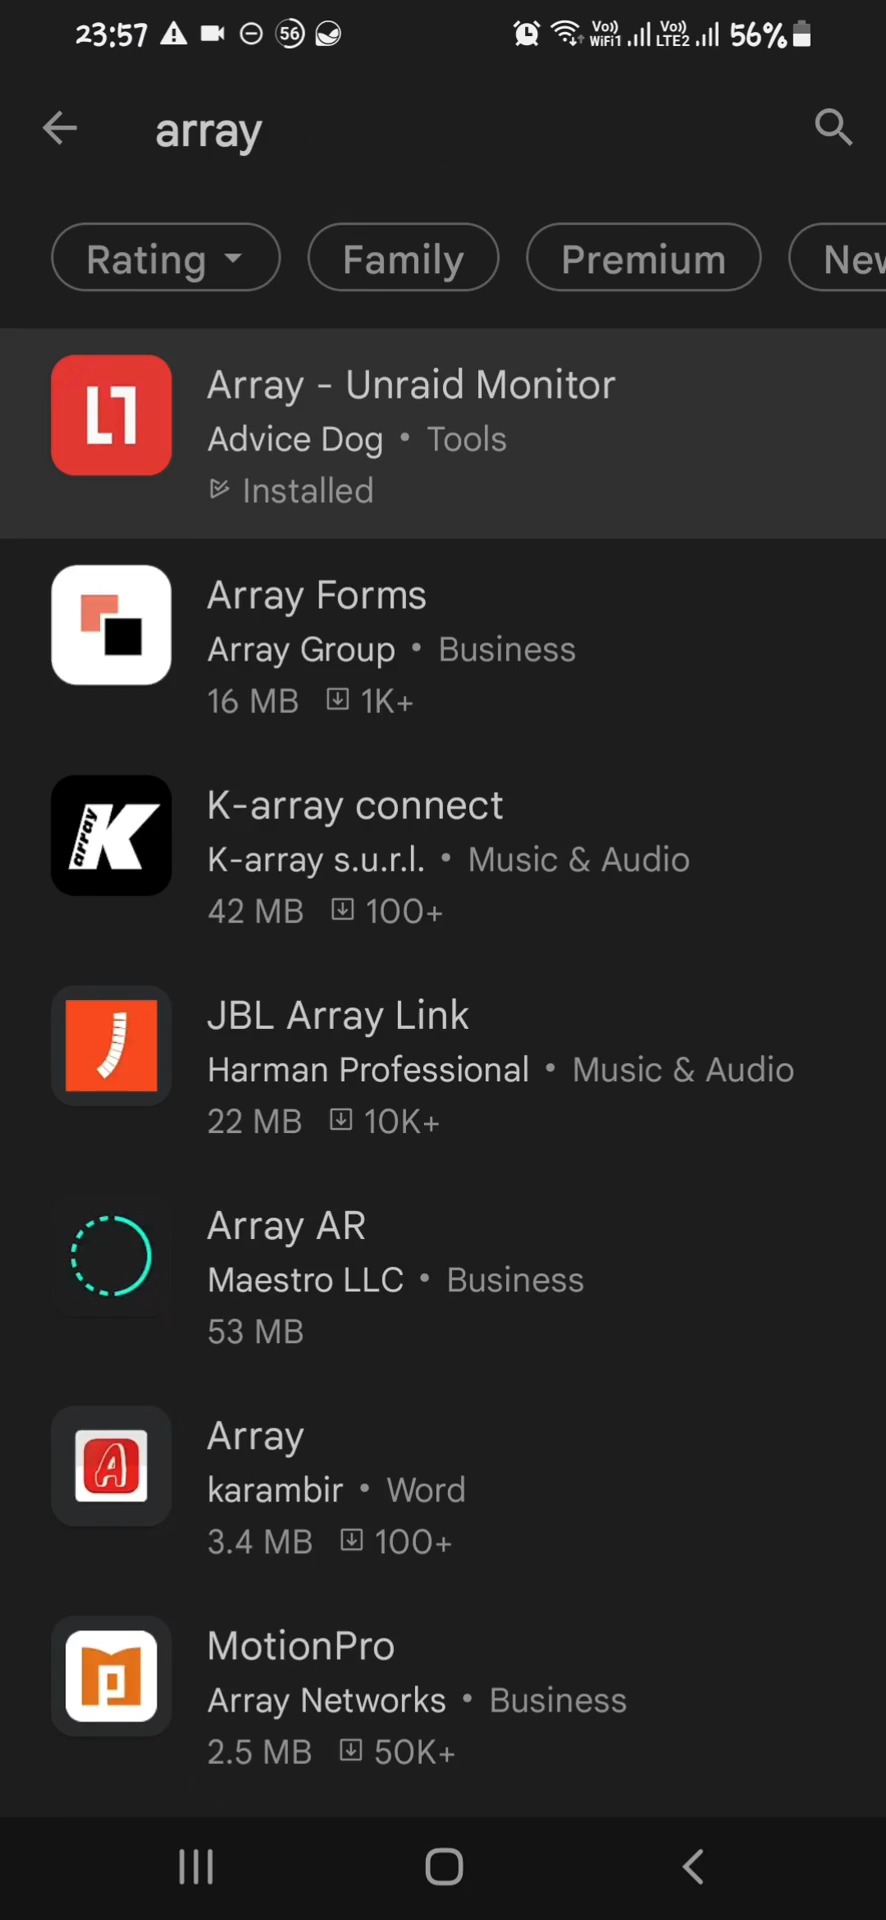 23:57 56 Vo)) WiFi1 Vo)) LTE2 56%
array
Rating Family Premium New
Array - Unraid Monitor
Advice Dog • Tools
Installed
Array Forms
Array Group • Business
16 MB 1K+
array K
K-array connect
K-array s.u.r.l. • Music & Audio
42 MB 100+
JBL Array Link
Harman Professional • Music & Audio
22 MB 10K+
Array AR
Maestro LLC • Business
53 MB
A
Array
karambir • Word
3.4 MB 100+
MotionPro
Array Networks • Business
2.5 MB 50K+